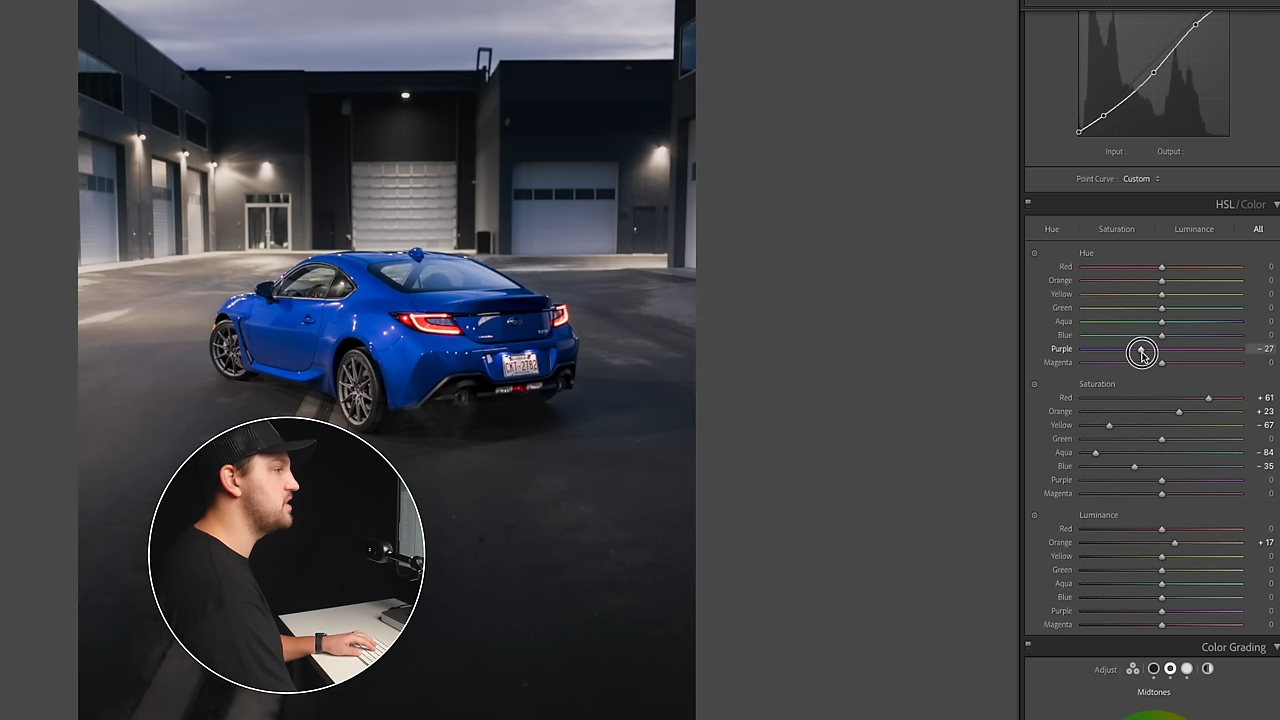 Input :
Output :
Point Curve : Custom
HSL / Color
Hue Saturation Luminance All
Hue
Red 0
Orange 0
Yellow 0
Green 0
Aqua 0
Blue 0
Purple - 27
Magenta 0
Saturation
Red + 61
Orange + 23
Yellow - 67
Green 0
Aqua - 84
Blue - 35
Purple 0
Magenta 0
Luminance
Red 0
Orange + 17
Yellow 0
Green 0
Aqua 0
Blue 0
Purple 0
Magenta 0
Color Grading
Adjust :
Midtones